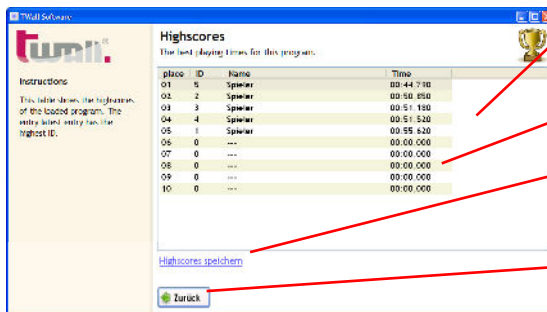 TWall Software
twall®
Highscores
The best playing times for this program.
Instructions
This table shows the highscores
of the loaded program. The
entry latest entry has the
highest ID.
place ID Name Time
01 5 Spieler 00:44.710
02 2 Spieler 00:50.850
03 3 Spieler 00:51.180
04 4 Spieler 00:51.520
05 1 Spieler 00:55.620
06 0 --- 00:00.000
07 0 --- 00:00.000
08 0 --- 00:00.000
09 0 --- 00:00.000
10 0 --- 00:00.000
Highscores speichern
Zurück